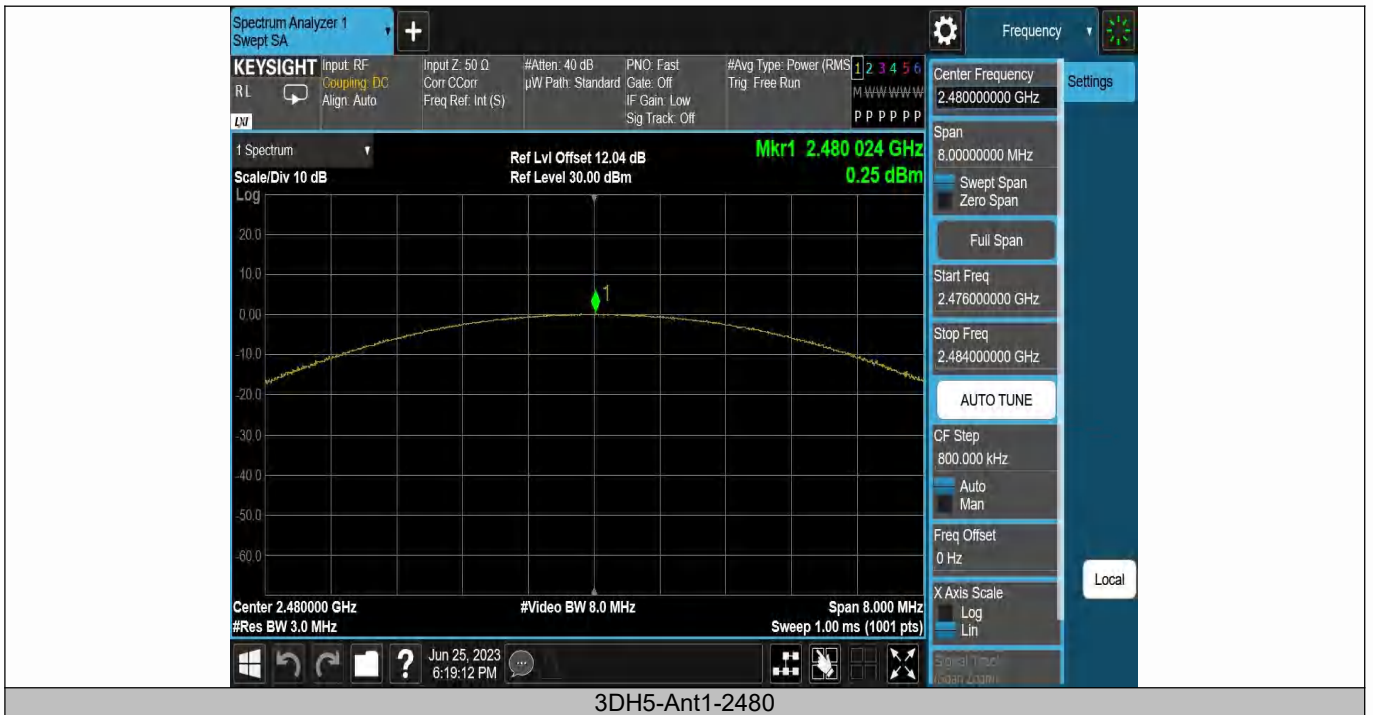 Spectrum Analyzer 1
Swept SA
+
Frequency
KEYSIGHT
Input: RF
Coupling: DC
Align: Auto
Input Z: 50 Ω
Corr CCorr
Freq Ref: Int (S)
#Atten: 40 dB
µW Path: Standard
PNO: Fast
Gate: Off
IF Gain: Low
Sig Track: Off
#Avg Type: Power (RMS
Trig: Free Run
1 2 3 4 5 6
M W W W W W
P P P P P P
RL
LXI
Center Frequency
2.480000000 GHz
Settings
1 Spectrum
Ref Lvl Offset 12.04 dB
Mkr1 2.480 024 GHz
Scale/Div 10 dB
Ref Level 30.00 dBm
0.25 dBm
Log
20.0
10.0
0.00
-10.0
-20.0
-30.0
-40.0
-50.0
-60.0
1
Span
8.00000000 MHz
Swept Span
Zero Span
Full Span
Start Freq
2.476000000 GHz
Stop Freq
2.484000000 GHz
AUTO TUNE
CF Step
800.000 kHz
Auto
Man
Freq Offset
0 Hz
X Axis Scale
Log
Lin
Signal Track
(Span Zoom)
Local
Center 2.480000 GHz
#Video BW 8.0 MHz
Span 8.000 MHz
#Res BW 3.0 MHz
Sweep 1.00 ms (1001 pts)
?
Jun 25, 2023
6:19:12 PM
3DH5-Ant1-2480